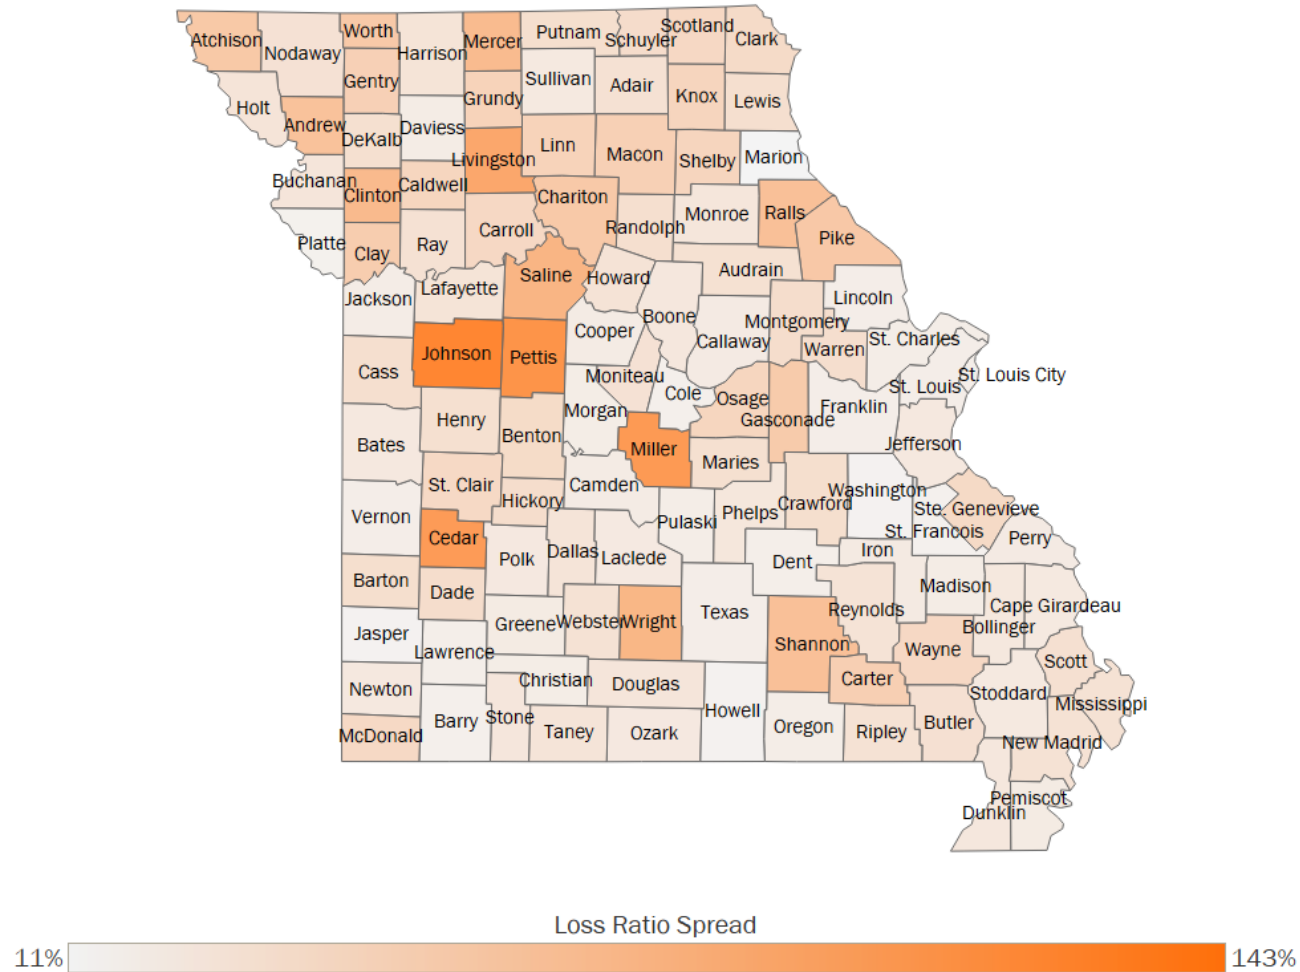 Atchison
Nodaway
Worth
Harrison
Mercer
Putnam
Schuyler
Scotland
Clark
Gentry
Sullivan
Adair
Knox
Lewis
Holt
Andrew
DeKalb
Daviess
Grundy
Livingston
Linn
Macon
Shelby
Marion
Buchanan
Clinton
Caldwell
Chariton
Randolph
Monroe
Ralls
Pike
Platte
Clay
Ray
Carroll
Saline
Howard
Audrain
Jackson
Lafayette
Boone
Callaway
Montgomery
Lincoln
Warren
St. Charles
St. Louis
St. Louis City
Cass
Johnson
Pettis
Cooper
Moniteau
Cole
Osage
Gasconade
Franklin
Jefferson
Bates
Henry
Benton
Morgan
Miller
Maries
St. Clair
Hickory
Camden
Pulaski
Phelps
Crawford
Washington
Ste. Genevieve
St. Francois
Perry
Vernon
Cedar
Polk
Dallas
Laclede
Dent
Iron
Madison
Cape Girardeau
Bollinger
Barton
Dade
Greene
Webster
Wright
Texas
Reynolds
Shannon
Wayne
Scott
Jasper
Lawrence
Christian
Douglas
Howell
Carter
Stoddard
Mississippi
Newton
McDonald
Barry
Stone
Taney
Ozark
Oregon
Ripley
Butler
New Madrid
Pemiscot
Dunklin
Loss Ratio Spread
11%
143%